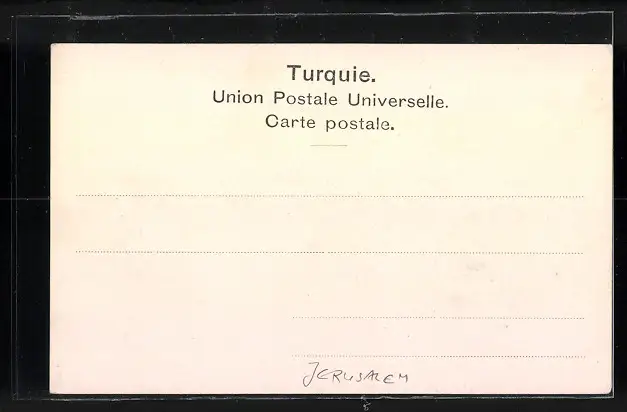 Turquie.
Union Postale Universelle.
Carte postale.
JERUSALEM